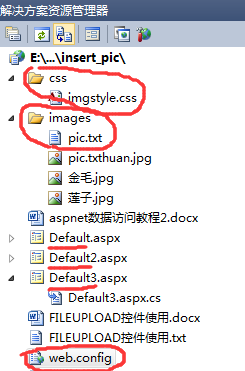 解决方案资源管理器
E:\...\insert_pic\
css
imgstyle.css
images
pic.txt
pic.txthuan.jpg
金毛.jpg
莲子.jpg
aspnet数据访问教程2.docx
Default.aspx
Default2.aspx
Default3.aspx
Default3.aspx.cs
FILEUPLOAD控件使用.docx
FILEUPLOAD控件使用.txt
web.config